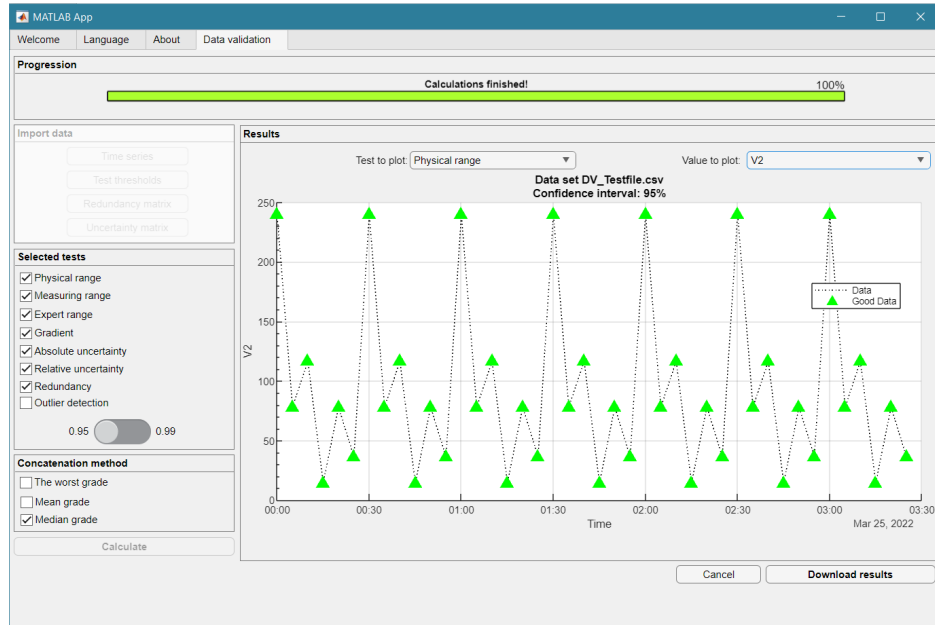 MATLAB App
Welcome Language About Data validation
Progression
Calculations finished! 100%
Import data
Time series
Test thresholds
Redundancy matrix
Uncertainty matrix
Selected tests
Physical range
Measuring range
Expert range
Gradient
Absolute uncertainty
Relative uncertainty
Redundancy
Outlier detection
0.95 0.99
Concatenation method
The worst grade
Mean grade
Median grade
Calculate
Results
Test to plot: Physical range Value to plot: V2
Data set DV_Testfile.csv
Confidence interval: 95%
250
200
150
100
50
0
V2
Data
Good Data
00:00 00:30 01:00 01:30 02:00 02:30 03:00 03:30
Time
Mar 25, 2022
Cancel Download results